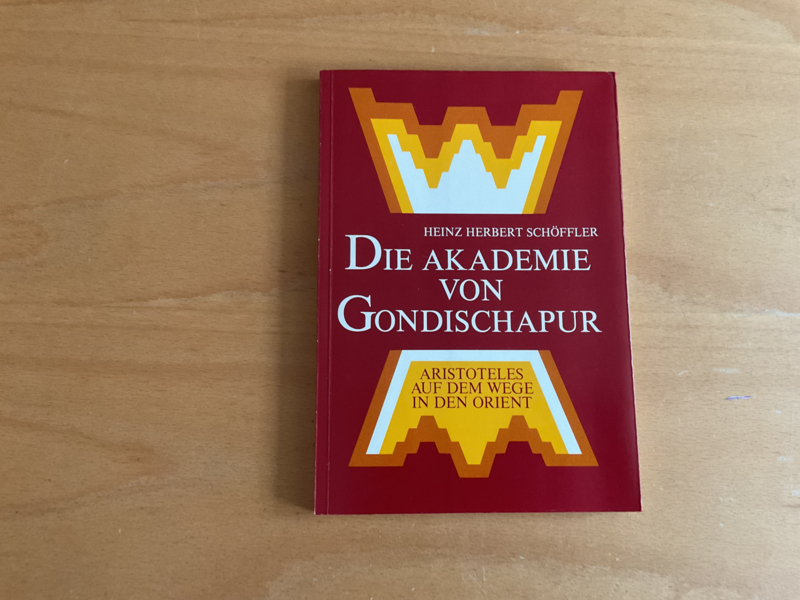 HEINZ HERBERT SCHÖFFLER
DIE AKADEMIE
VON
GONDISCHAPUR
ARISTOTELES
AUF DEM WEGE
IN DEN ORIENT